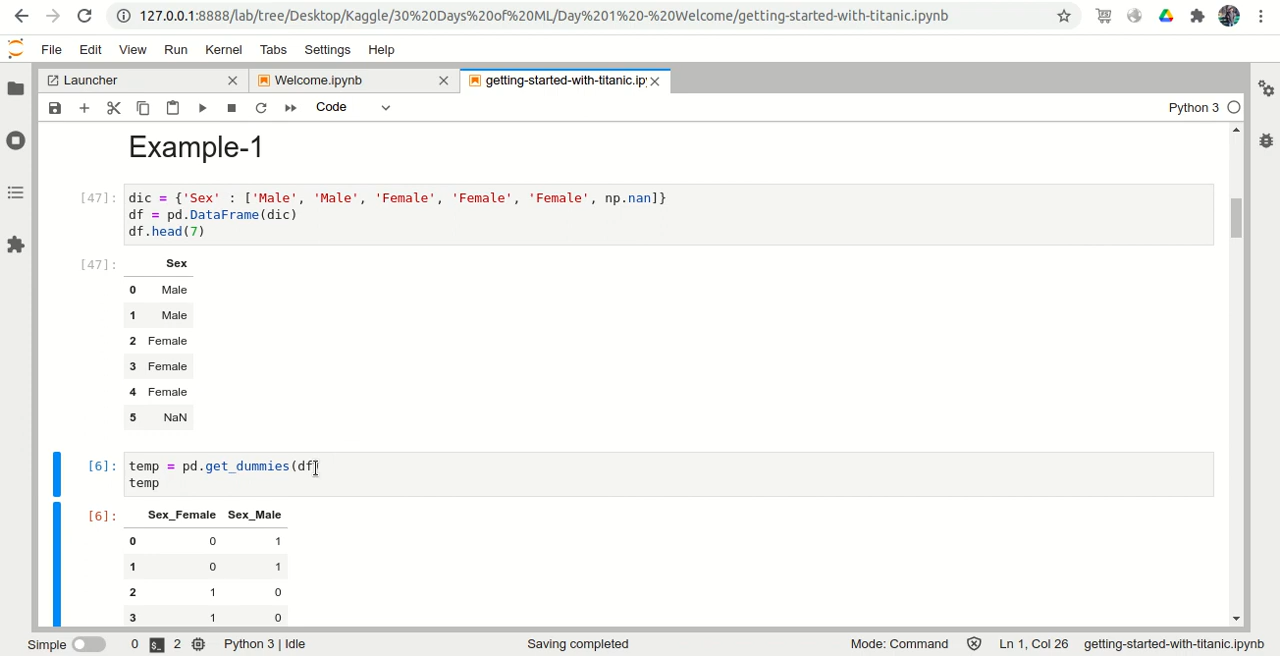 127.0.0.1:8888/lab/tree/Desktop/Kaggle/30%20Days%20of%20ML/Day%201%20-%20Welcome/getting-started-with-titanic.ipynb
File Edit View Run Kernel Tabs Settings Help
Launcher Welcome.ipynb getting-started-with-titanic.ip
Code Python 3
Example-1
[47]: dic = {'Sex' : ['Male', 'Male', 'Female', 'Female', 'Female', np.nan]}
df = pd.DataFrame(dic)
df.head(7)
[47]: Sex
0 Male
1 Male
2 Female
3 Female
4 Female
5 NaN
[6]: temp = pd.get_dummies(df)
temp
[6]: Sex_Female Sex_Male
0 0 1
1 0 1
2 1 0
3 1 0
Simple 0 $_ 2 Python 3 | Idle Saving completed Mode: Command Ln 1, Col 26 getting-started-with-titanic.ipynb